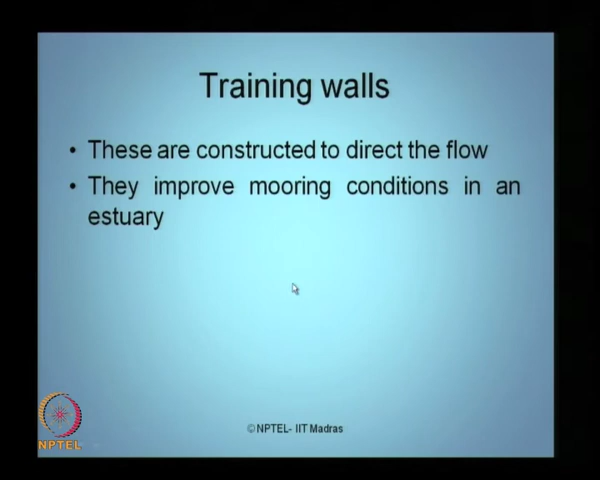 Training walls
• These are constructed to direct the flow
• They improve mooring conditions in an
estuary
NPTEL
©NPTEL- IIT Madras